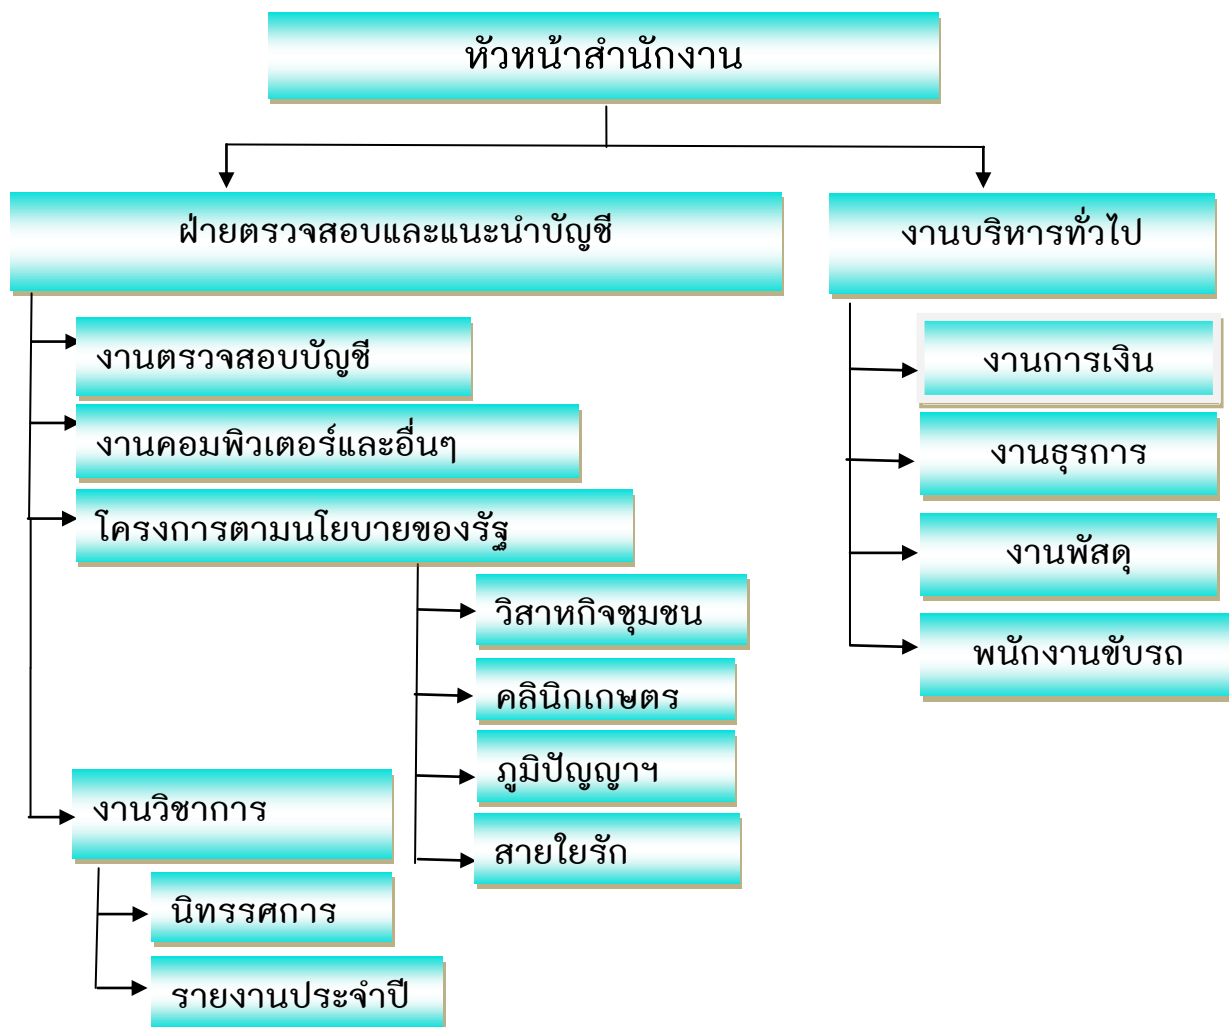 หัวหน้าสำนักงาน
ฝ่ายตรวจสอบและแนะนำบัญชี
งานตรวจสอบบัญชี
งานคอมพิวเตอร์และอื่นๆ
โครงการตามนโยบายของรัฐ
วิสาหกิจชุมชน
คลินิกเกษตร
ภูมิปัญญาฯ
สายใยรัก
งานวิชาการ
นิทรรศการ
รายงานประจำปี
งานบริหารทั่วไป
งานการเงิน
งานธุรการ
งานพัสดุ
พนักงานขับรถ